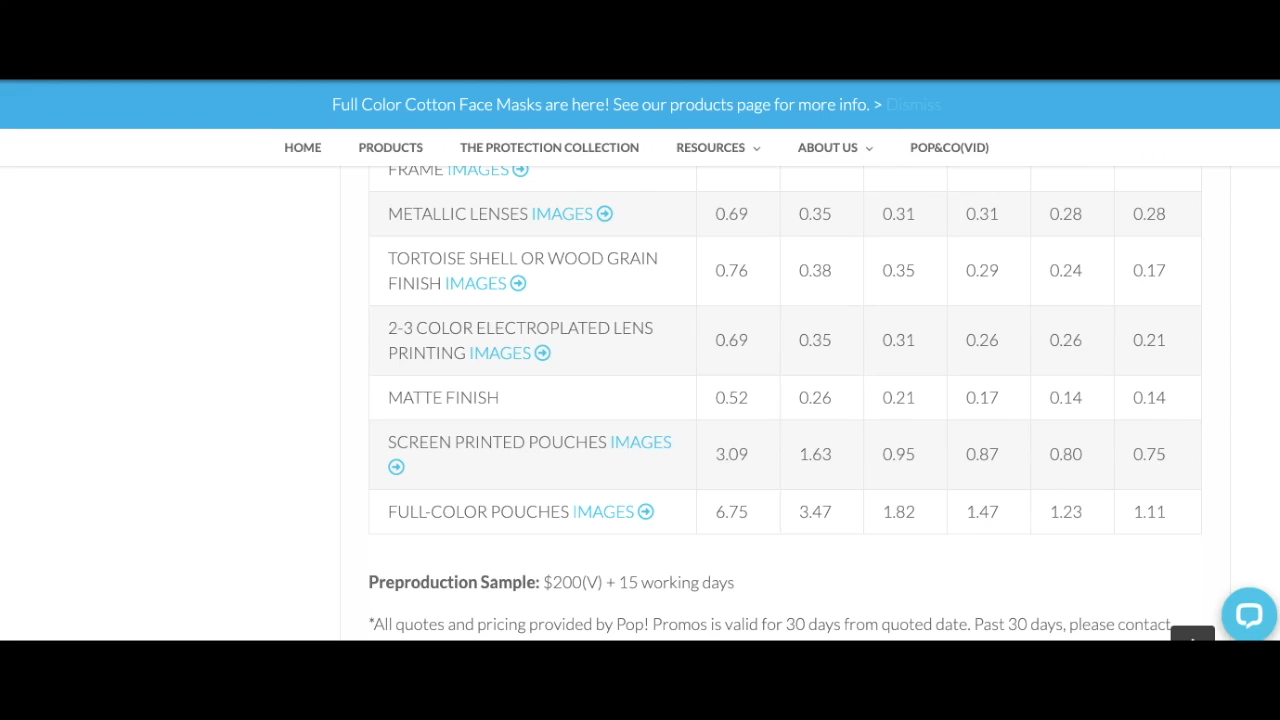 Full Color Cotton Face Masks are here! See our products page for more info. > Dismiss
HOME PRODUCTS THE PROTECTION COLLECTION RESOURCES ABOUT US POP&CO(VID)
FRAME IMAGES
METALLIC LENSES IMAGES 0.69 0.35 0.31 0.31 0.28 0.28
TORTOISE SHELL OR WOOD GRAIN
FINISH IMAGES 0.76 0.38 0.35 0.29 0.24 0.17
2-3 COLOR ELECTROPLATED LENS
PRINTING IMAGES 0.69 0.35 0.31 0.26 0.26 0.21
MATTE FINISH 0.52 0.26 0.21 0.17 0.14 0.14
SCREEN PRINTED POUCHES IMAGES 3.09 1.63 0.95 0.87 0.80 0.75
FULL-COLOR POUCHES IMAGES 6.75 3.47 1.82 1.47 1.23 1.11
Preproduction Sample: $200(V) + 15 working days
*All quotes and pricing provided by Pop! Promos is valid for 30 days from quoted date. Past 30 days, please contact